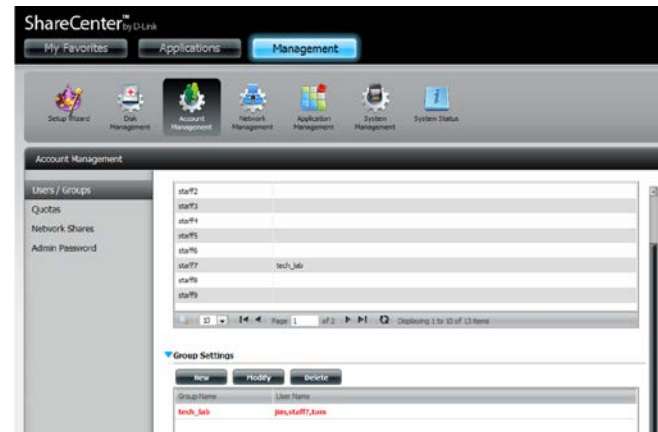 ShareCenter™ by D-Link
My Favorites Applications Management
Setup Wizard Disk Management Account Management Network Management Application Management System Management System Status
Account Management
Users / Groups
Quotas
Network Shares
Admin Password
staff2
staff3
staff4
staff5
staff6
staff7 tech_lab
staff8
staff9
10 Page 1 of 2 Displaying 1 to 10 of 13 items
Group Settings
New Modify Delete
Group Name User Name
tech_lab jim,staff7,tom